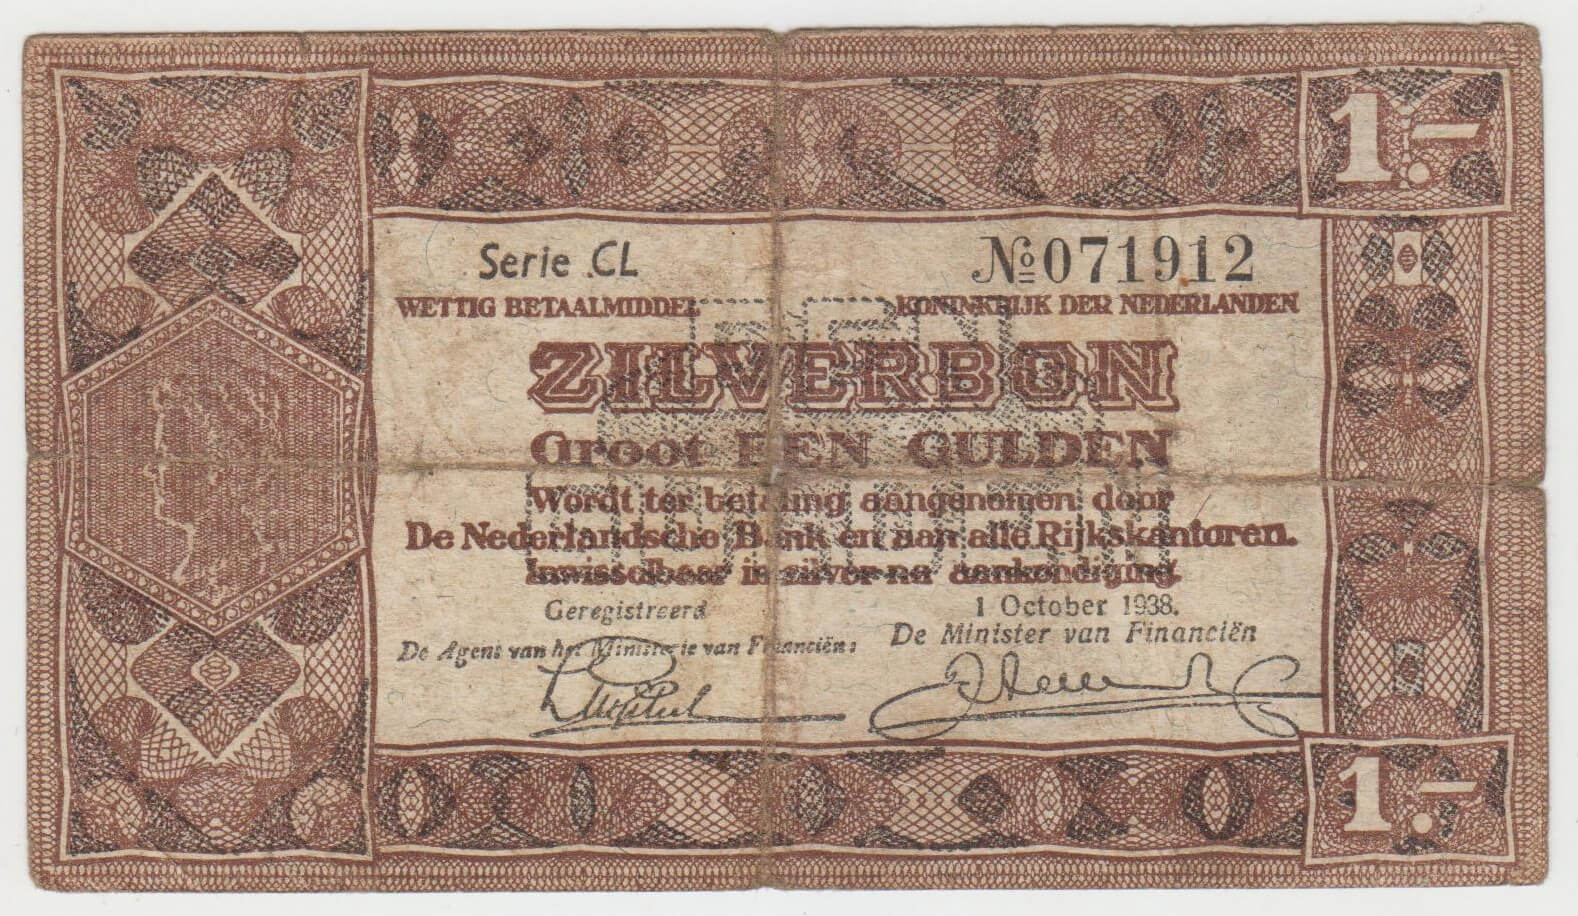 1.-
Serie CL
№ 071912
WETTIG BETAALMIDDEL
KONINKRIJK DER NEDERLANDEN
ZILVERBON
Groot EEN GULDEN
Wordt ter betaling aangenomen door
De Nederlandsche Bank en aan alle Rijkskantoren.
Inwisselbaar in zilver na aankondiging.
Geregistreerd
De Agent van het Ministerie van Financiën:
1 October 1938.
De Minister van Financiën
1.-